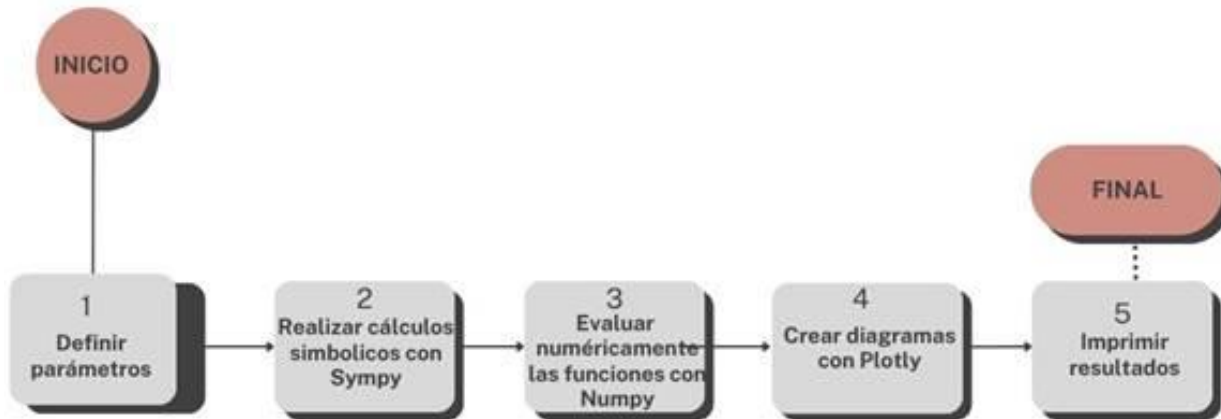 INICIO
FINAL
1
Definir
parámetros
2
Realizar cálculos
simbolicos con
Sympy
3
Evaluar
numéricamente
las funciones con
Numpy
4
Crear diagramas
con Plotly
5
Imprimir
resultados